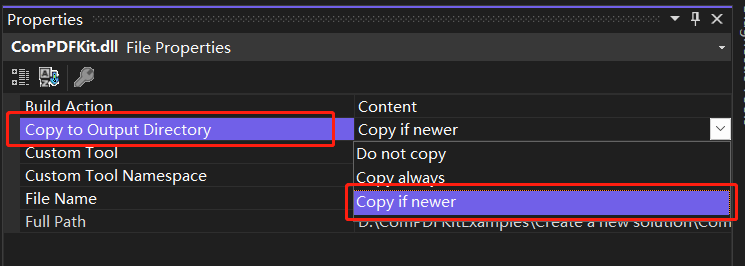 Properties
ComPDFKit.dll File Properties
Build Action Content
Copy to Output Directory Copy if newer
Custom Tool Do not copy
Custom Tool Namespace Copy always
File Name Copy if newer
Full Path D:\ComPDFKitExamples\Create a new solution\Com